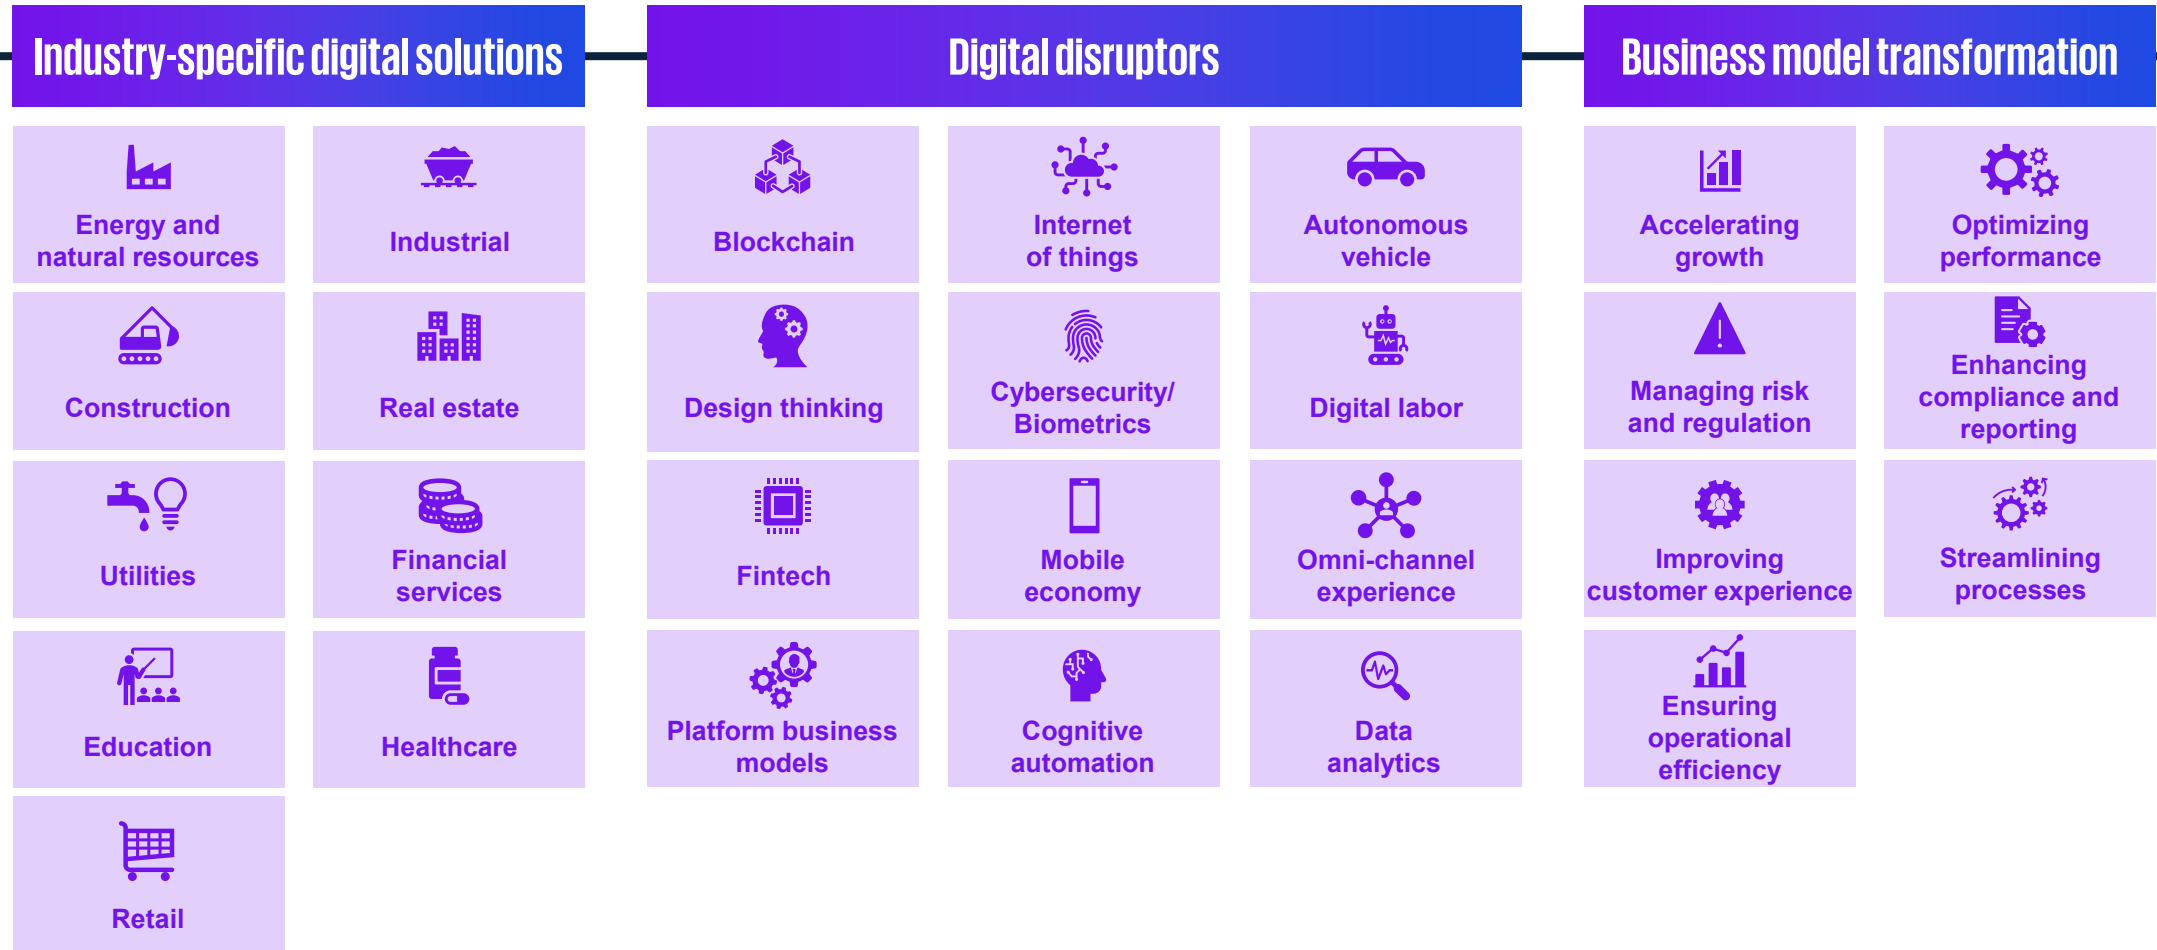 Industry-specific digital solutions
Energy and
natural resources
Industrial
Construction
Real estate
Utilities
Financial
services
Education
Healthcare
Retail
Digital disruptors
Blockchain
Internet
of things
Autonomous
vehicle
Design thinking
Cybersecurity/
Biometrics
Digital labor
Fintech
Mobile
economy
Omni-channel
experience
Platform business
models
Cognitive
automation
Data
analytics
Business model transformation
Accelerating
growth
Optimizing
performance
Managing risk
and regulation
Enhancing
compliance and
reporting
Improving
customer experience
Streamlining
processes
Ensuring
operational
efficiency